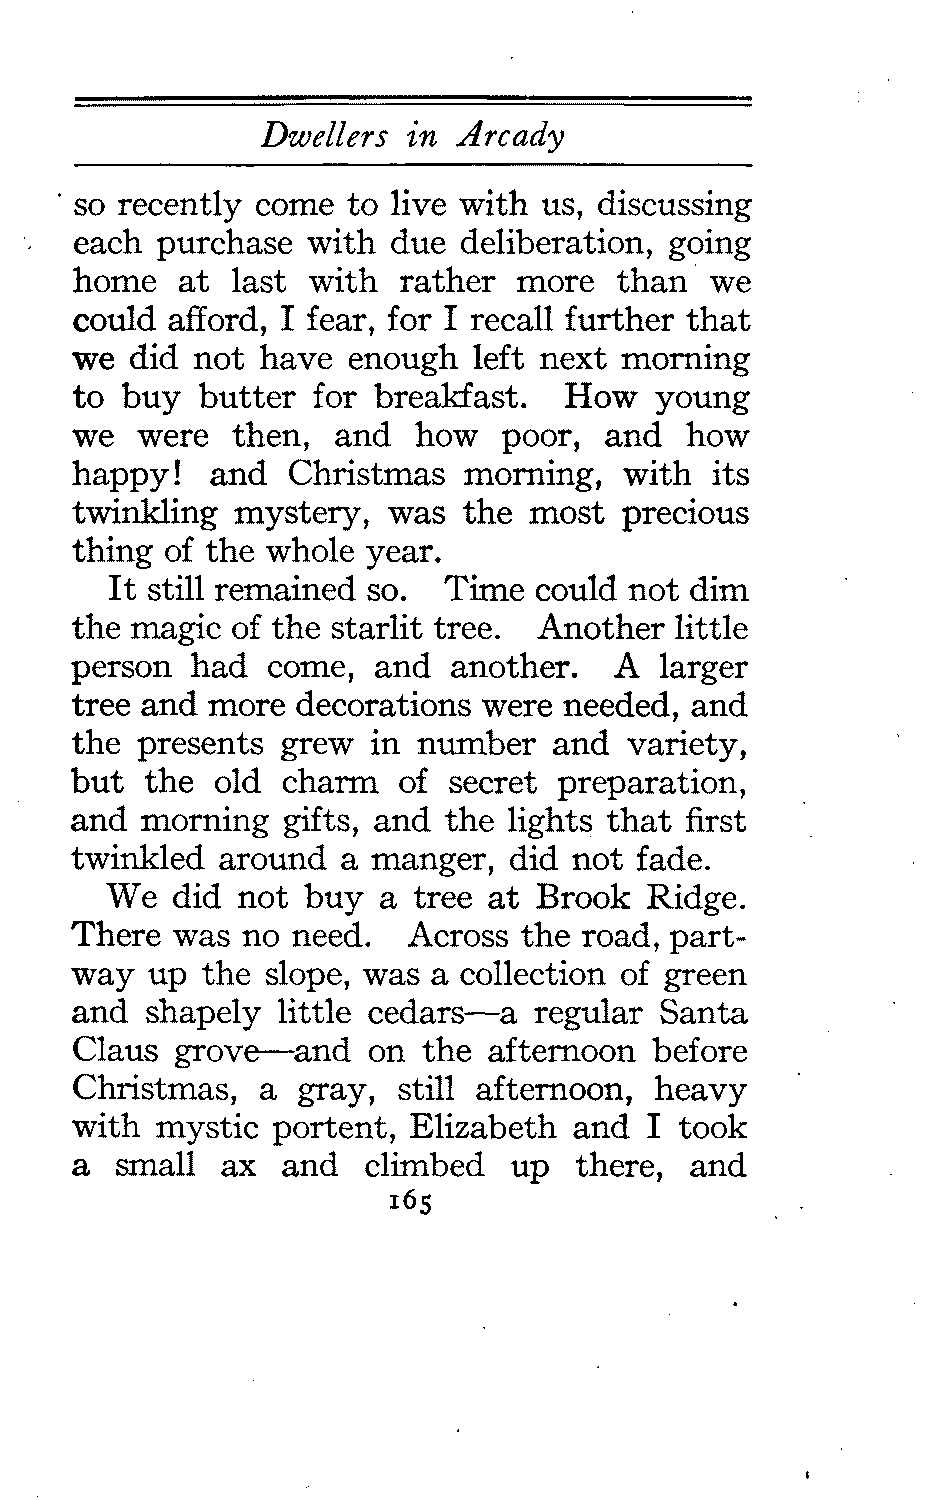 Dwellers in Arcady
so recently come to live with us, discussing
each purchase with due deliberation, going
home at last with rather more than we
could afford, I fear, for I recall further that
we did not have enough left next morning
to buy butter for breakfast. How young
we were then, and how poor, and how
happy! and Christmas morning, with its
twinkling mystery, was the most precious
thing of the whole year.
It still remained so. Time could not dim
the magic of the starlit tree. Another little
person had come, and another. A larger
tree and more decorations were needed, and
the presents grew in number and variety,
but the old charm of secret preparation,
and morning gifts, and the lights that first
twinkled around a manger, did not fade.
We did not buy a tree at Brook Ridge.
There was no need. Across the road, part-
way up the slope, was a collection of green
and shapely little cedars—a regular Santa
Claus grove—and on the afternoon before
Christmas, a gray, still afternoon, heavy
with mystic portent, Elizabeth and I took
a small ax and climbed up there, and
165